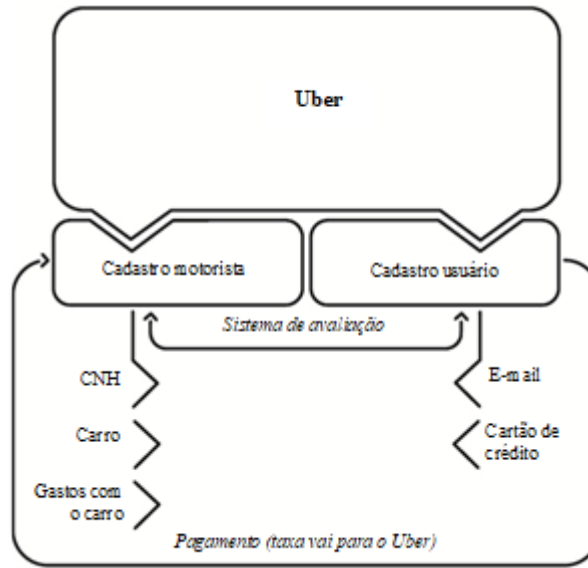 Uber
Cadastro motorista
Cadastro usuário
Sistema de avaliação
CNH
E-mail
Carro
Cartão de
crédito
Gastos com
o carro
Pagamento (taxa vai para o Uber)